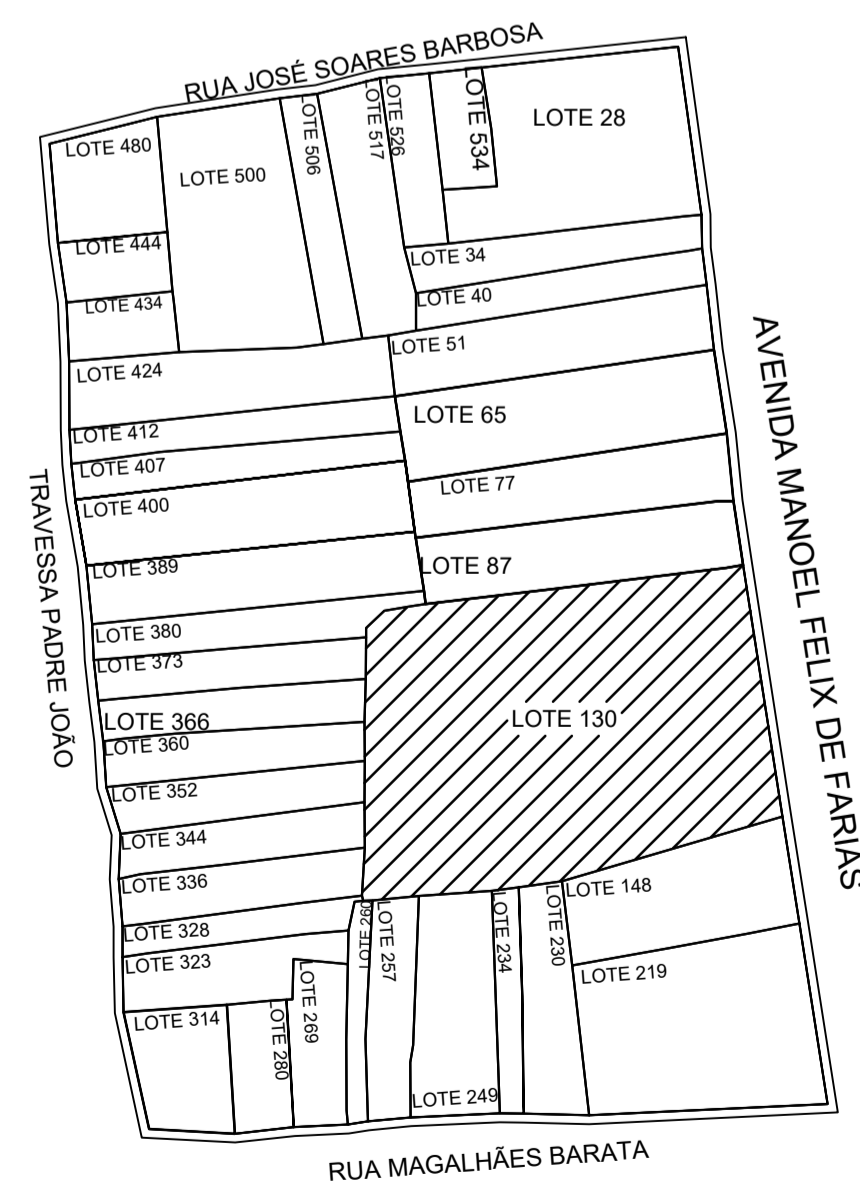 RUA JOSÉ SOARES BARBOSA
LOTE 480
LOTE 500
LOTE 506
LOTE 517
LOTE 526
LOTE 534
LOTE 28
LOTE 444
LOTE 34
LOTE 434
LOTE 40
LOTE 424
LOTE 51
LOTE 412
LOTE 65
LOTE 407
LOTE 77
LOTE 400
LOTE 389
LOTE 87
LOTE 380
LOTE 373
LOTE 366
LOTE 130
LOTE 360
LOTE 352
LOTE 344
LOTE 336
LOTE 148
LOTE 328
LOTE 323
LOTE 260
LOTE 257
LOTE 234
LOTE 230
LOTE 219
LOTE 314
LOTE 280
LOTE 269
LOTE 249
TRAVESSA PADRE JOÃO
AVENIDA MANOEL FELIX DE FARIAS
RUA MAGALHÃES BARATA